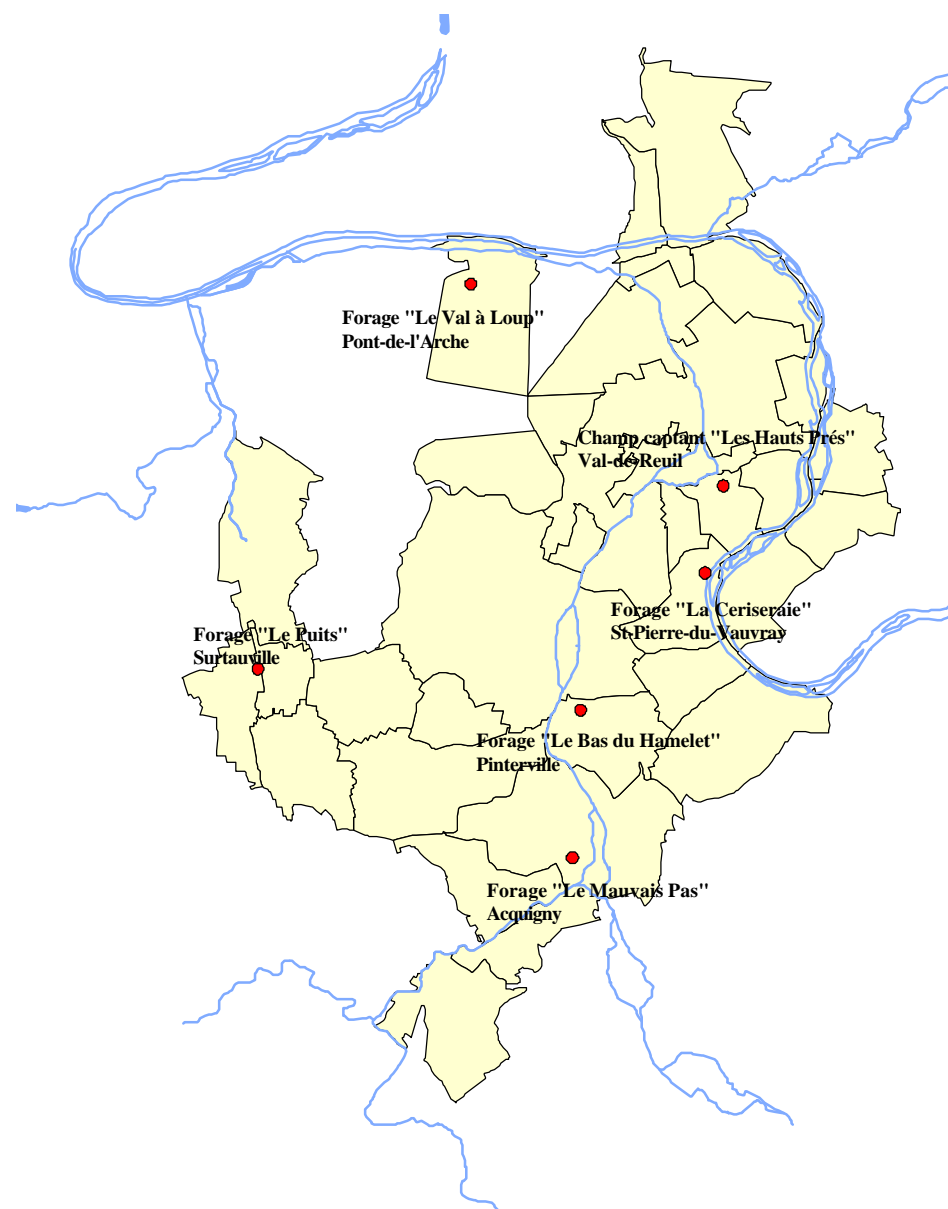 Forage "Le Val à Loup"
Pont-de-l'Arche
Champ captant "Les Hauts Prés"
Val-de-Reuil
Forage "La Ceriseraie"
St-Pierre-du-Vauvray
Forage "Le Puits"
Surtauville
Forage "Le Bas du Hamelet"
Pinterville
Forage "Le Mauvais Pas"
Acquigny